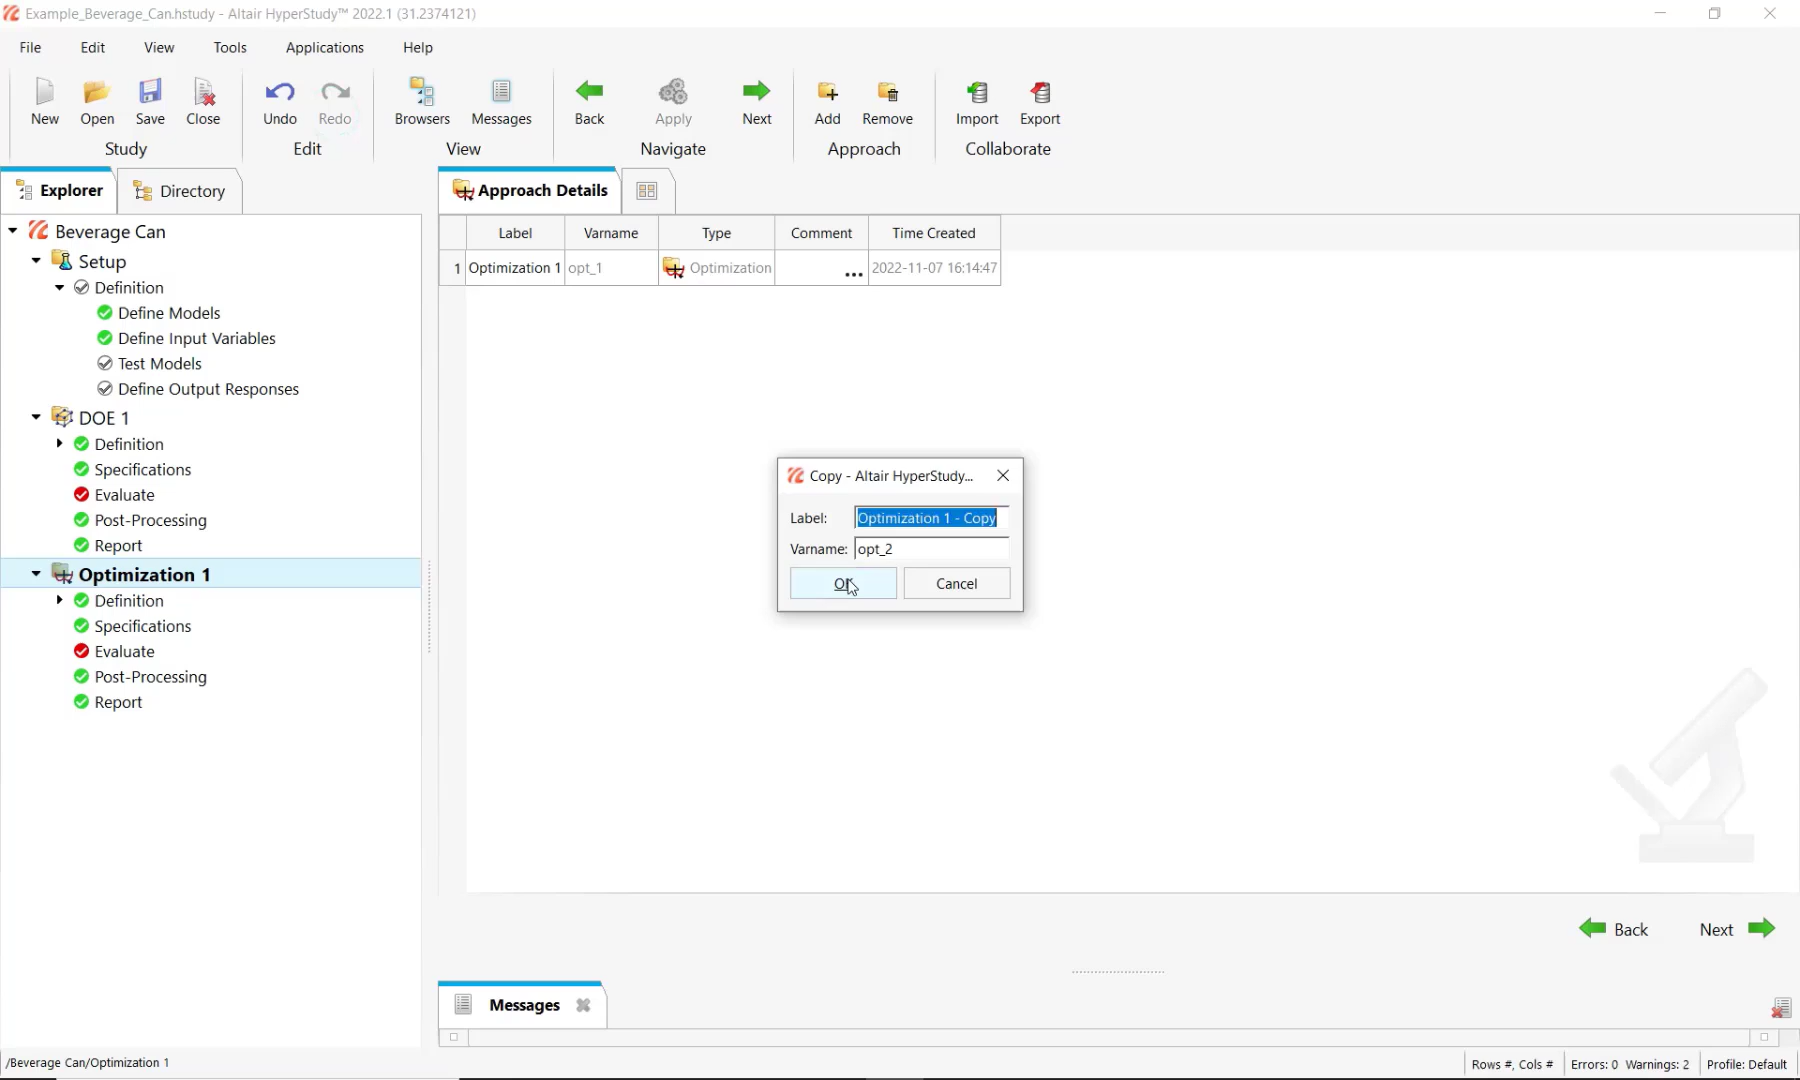 Example_Beverage_Can.hstudy - Altair HyperStudy™ 2022.1 (31.2374121)
File Edit View Tools Applications Help
New Open Save Close Undo Redo Browsers Messages Back Apply Next Add Remove Import Export
Study Edit View Navigate Approach Collaborate
Explorer Directory
Approach Details
Label Varname Type Comment Time Created
1 Optimization 1 opt_1 Optimization ... 2022-11-07 16:14:47
Beverage Can
Setup
Definition
Define Models
Define Input Variables
Test Models
Define Output Responses
DOE 1
Definition
Specifications
Evaluate
Post-Processing
Report
Optimization 1
Definition
Specifications
Evaluate
Post-Processing
Report
Copy - Altair HyperStudy...
Label: Optimization 1 - Copy
Varname: opt_2
OK Cancel
Back Next
Messages
/Beverage Can/Optimization 1
Rows #, Cols # Errors: 0 Warnings: 2 Profile: Default